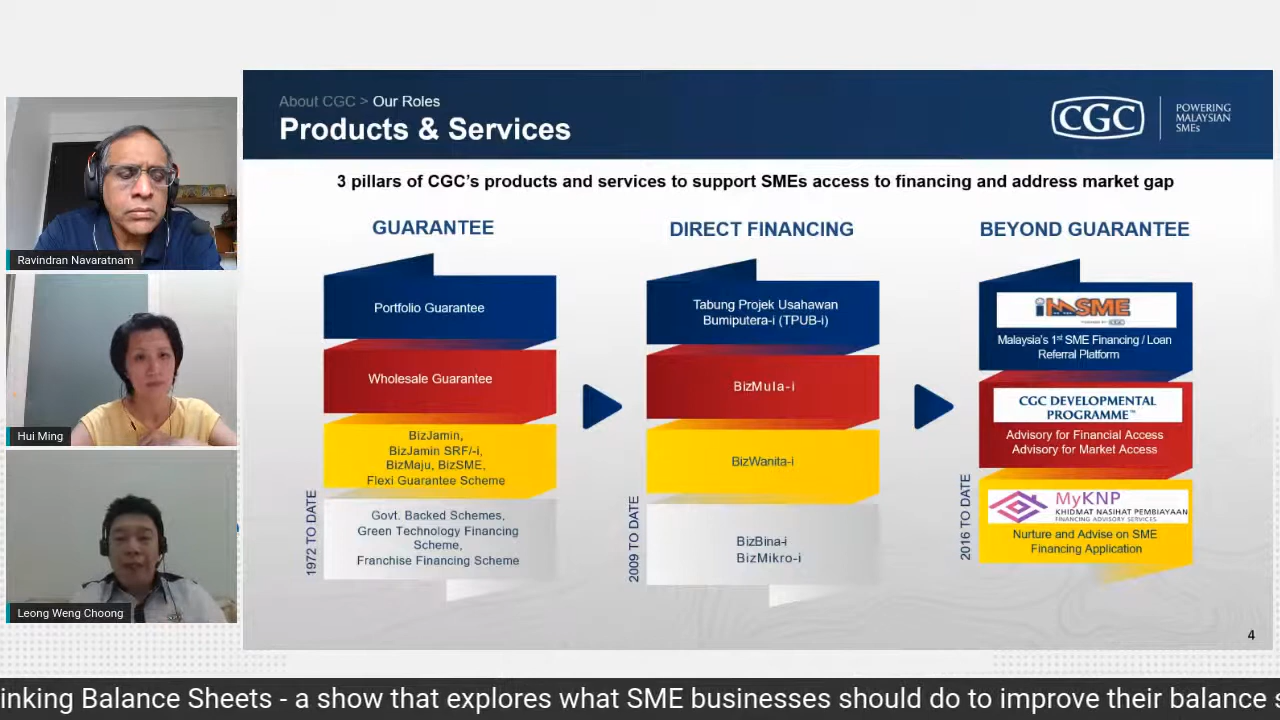 About CGC > Our Roles
Products & Services
CGC
POWERING
MALAYSIAN
SMEs
3 pillars of CGC's products and services to support SMEs access to financing and address market gap
GUARANTEE
Portfolio Guarantee
Wholesale Guarantee
BizJamin,
BizJamin SRF/-i,
BizMaju, BizSME,
Flexi Guarantee Scheme
Govt. Backed Schemes,
Green Technology Financing
Scheme,
Franchise Financing Scheme
1972 TO DATE
DIRECT FINANCING
Tabung Projek Usahawan
Bumiputera-i (TPUB-i)
BizMula-i
BizWanita-i
BizBina-i
BizMikro-i
2009 TO DATE
BEYOND GUARANTEE
imSME
Malaysia's 1st SME Financing / Loan
Referral Platform
CGC DEVELOPMENTAL
PROGRAMME™
Advisory for Financial Access
Advisory for Market Access
MyKNP
KHIDMAT NASIHAT PEMBIAYAAN
FINANCING ADVISORY SERVICES
Nurture and Advise on SME
Financing Application
2016 TO DATE
4
Ravindran Navaratnam
Hui Ming
Leong Weng Choong
inking Balance Sheets - a show that explores what SME businesses should do to improve their balance s